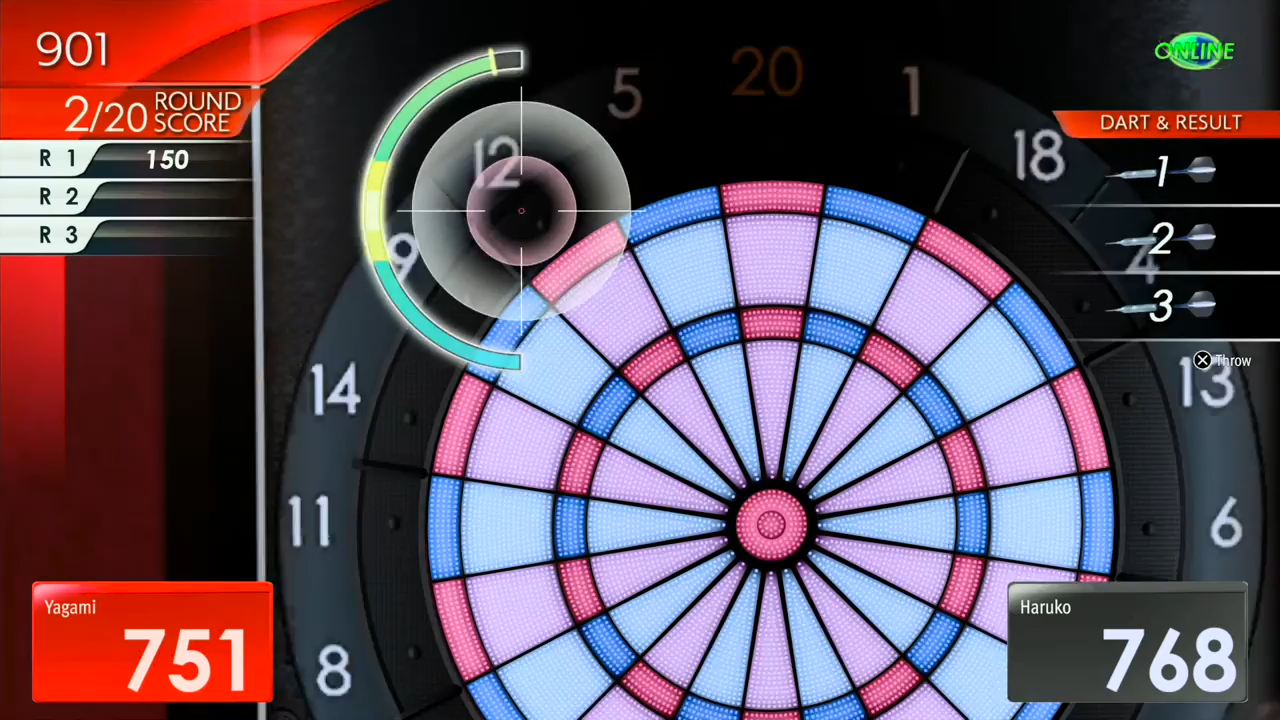 901
2/20 ROUND SCORE
R 1 150
R 2
R 3
ONLINE
DART & RESULT
1
2
3
Throw
5
20
1
12
18
9
4
14
13
11
6
8
Yagami
751
Haruko
768